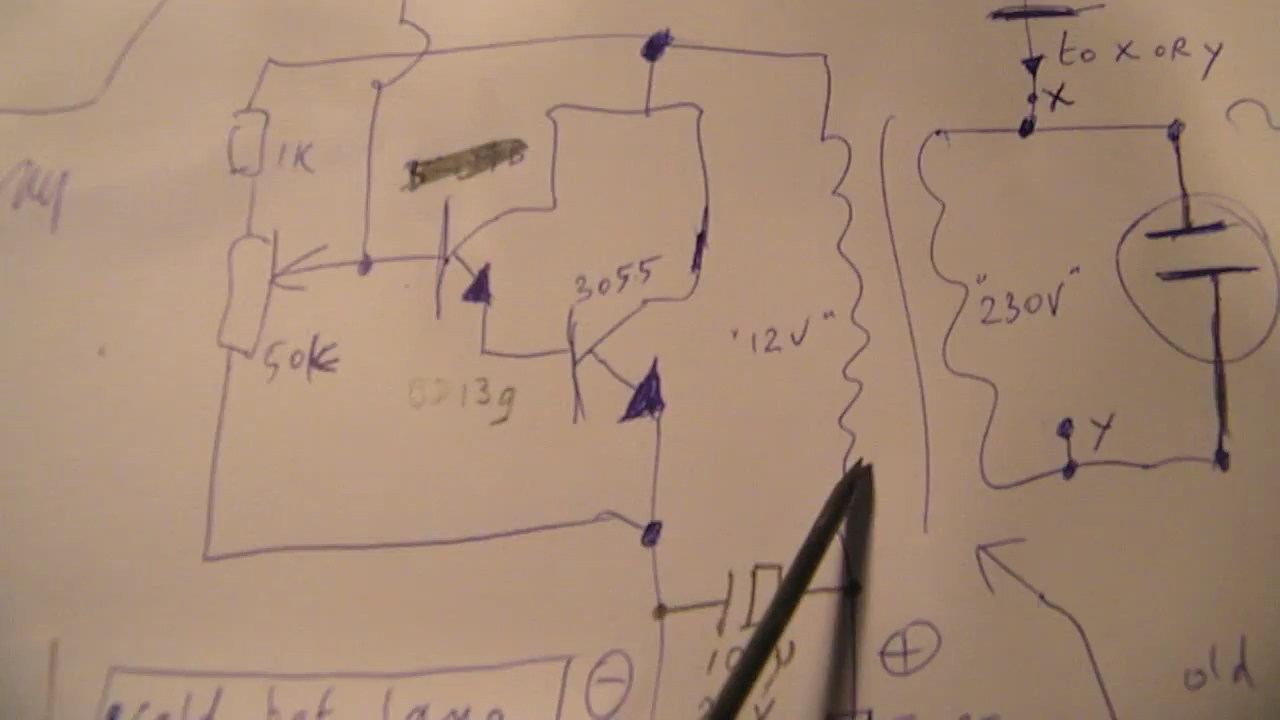 to X OR Y
X
1K
3055
50K
"12V"
"230V"
BD139
Y
+
old
−